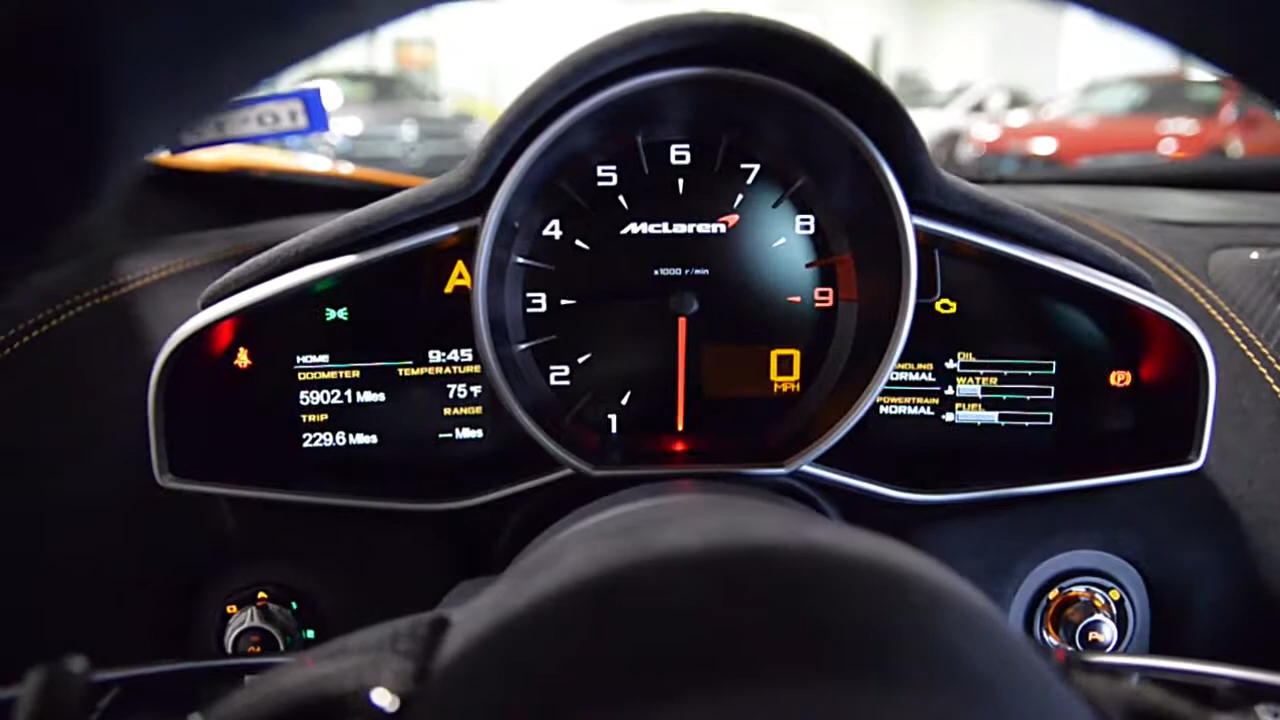 6
5
7
4
McLaren
8
A
x1000 r/min
3
9
HOME 9:45
ODOMETER TEMPERATURE
5902.1 Miles 75°F
TRIP RANGE
229.6 Miles --- Miles
2
0
MPH
1
OIL
NORMAL
WATER
POWERTRAIN
NORMAL
FUEL
(P)
A